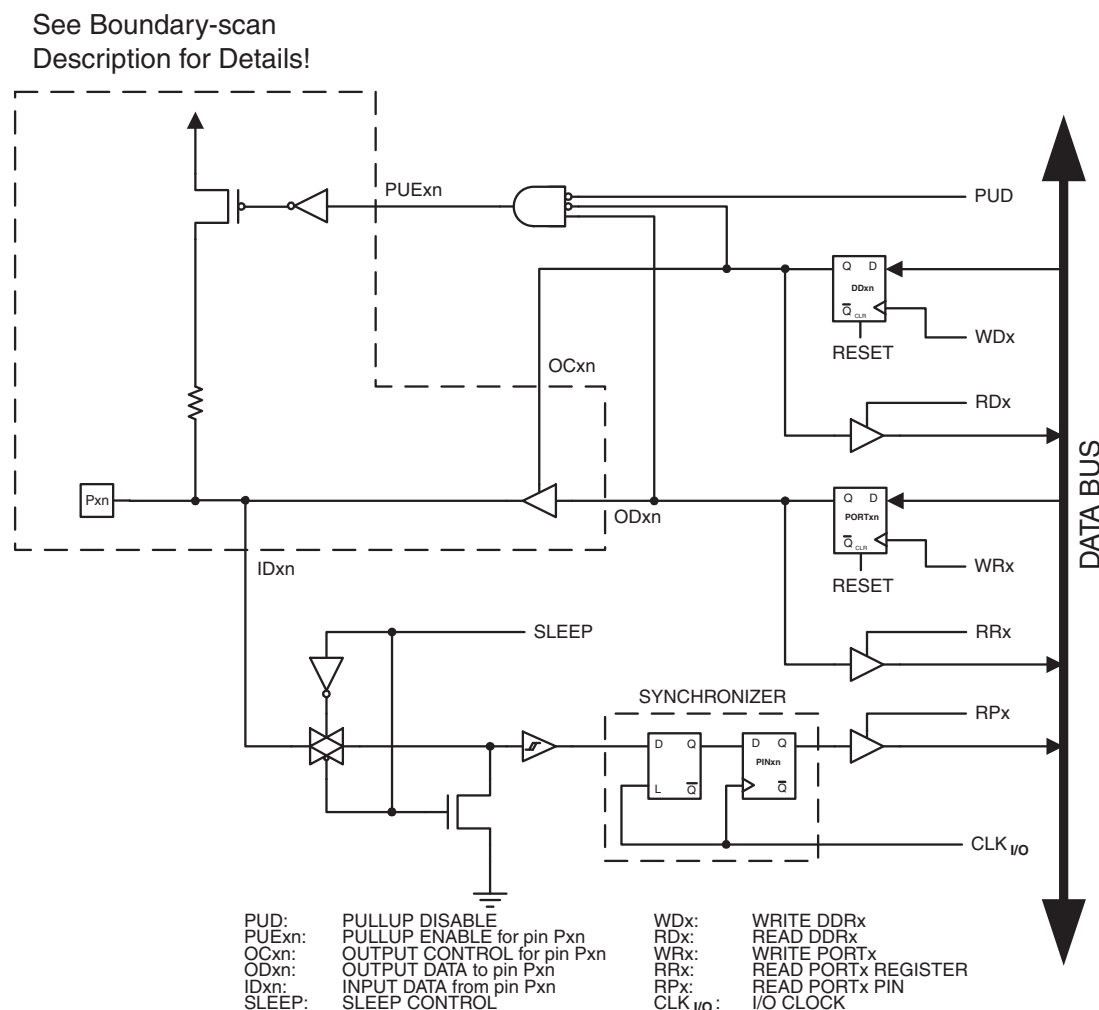 See Boundary-scan
Description for Details!
PUExn
PUD
Q D
DDxn
Q CLR
WDx
RESET
OCxn
RDx
Pxn
ODxn
Q D
PORTxn
Q CLR
WRx
RESET
IDxn
SLEEP
RRx
SYNCHRONIZER
RPx
D Q
L Q
D Q
PINxn
Q
CLK I/O
DATA BUS
PUD: PULLUP DISABLE
PUExn: PULLUP ENABLE for pin Pxn
OCxn: OUTPUT CONTROL for pin Pxn
ODxn: OUTPUT DATA to pin Pxn
IDxn: INPUT DATA from pin Pxn
SLEEP: SLEEP CONTROL
WDx: WRITE DDRx
RDx: READ DDRx
WRx: WRITE PORTx
RRx: READ PORTx REGISTER
RPx: READ PORTx PIN
CLK I/O: I/O CLOCK